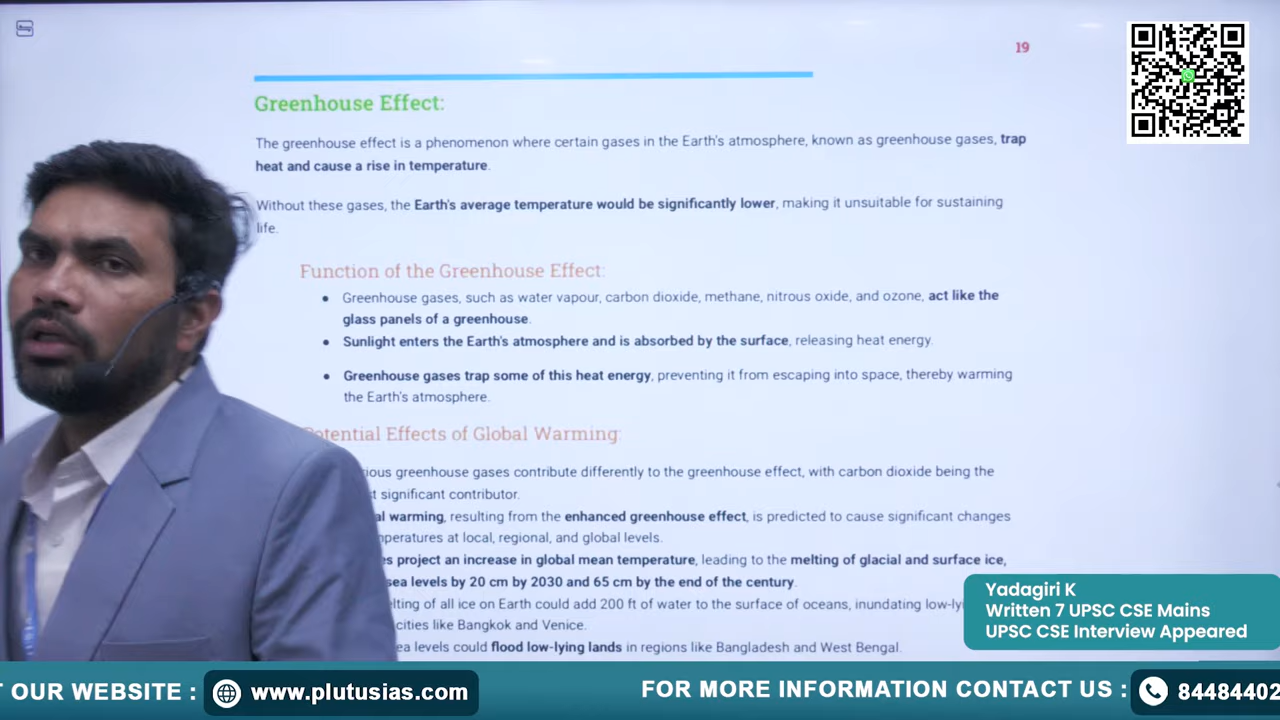 19
Greenhouse Effect:
The greenhouse effect is a phenomenon where certain gases in the Earth's atmosphere, known as greenhouse gases, trap
heat and cause a rise in temperature.
Without these gases, the Earth's average temperature would be significantly lower, making it unsuitable for sustaining
life.
Function of the Greenhouse Effect:
• Greenhouse gases, such as water vapour, carbon dioxide, methane, nitrous oxide, and ozone, act like the
glass panels of a greenhouse.
• Sunlight enters the Earth's atmosphere and is absorbed by the surface, releasing heat energy.
• Greenhouse gases trap some of this heat energy, preventing it from escaping into space, thereby warming
the Earth's atmosphere.
Potential Effects of Global Warming:
greenhouse gases contribute differently to the greenhouse effect, with carbon dioxide being the
significant contributor.
warming, resulting from the enhanced greenhouse effect, is predicted to cause significant changes
at local, regional, and global levels.
project an increase in global mean temperature, leading to the melting of glacial and surface ice,
sea levels by 20 cm by 2030 and 65 cm by the end of the century.
of all ice on Earth could add 200 ft of water to the surface of oceans, inundating
cities like Bangkok and Venice.
levels could flood low-lying lands in regions like Bangladesh and West Bengal.
Yadagiri K
Written 7 UPSC CSE Mains
UPSC CSE Interview Appeared
T OUR WEBSITE : www.plutusias.com FOR MORE INFORMATION CONTACT US : 84484402